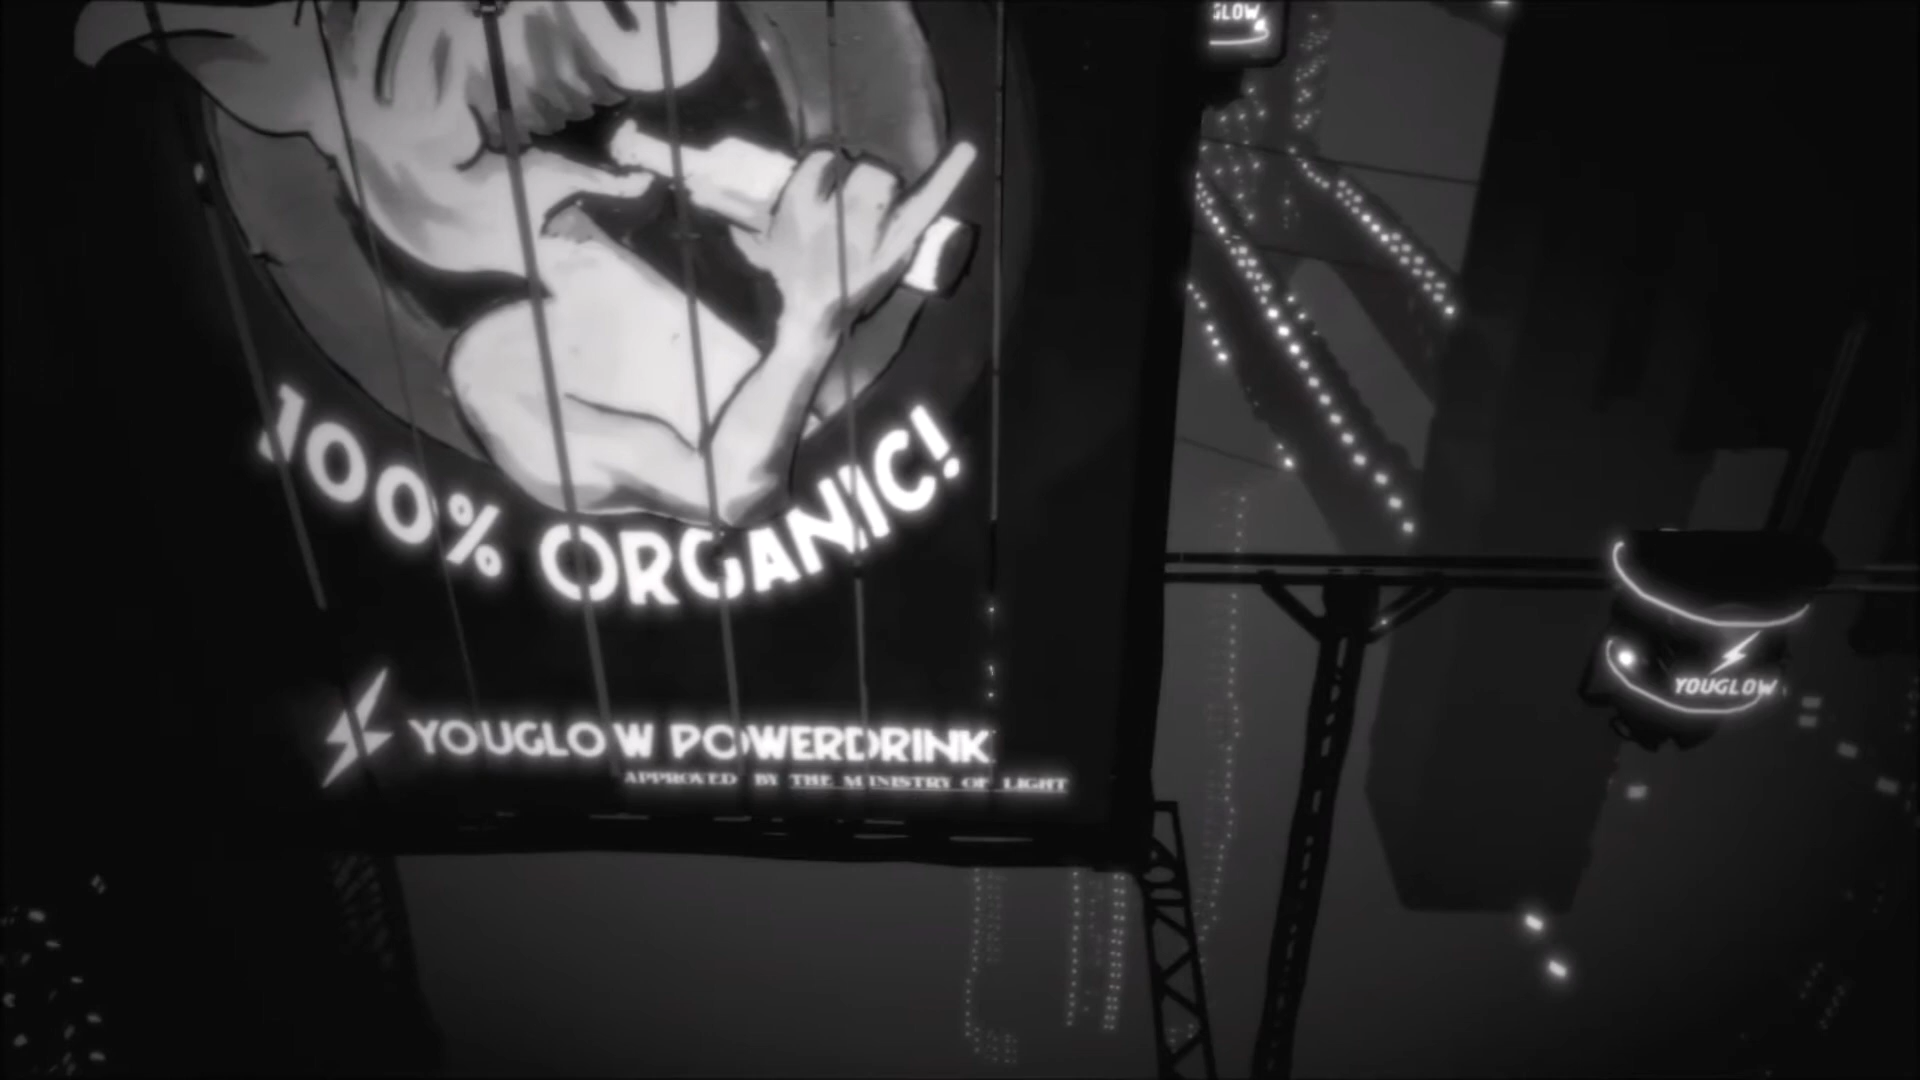 GLOW
100% ORGANIC!
YOUGLOW POWERDRINK
APPROVED BY THE MINISTRY OF LIGHT
YOUGLOW